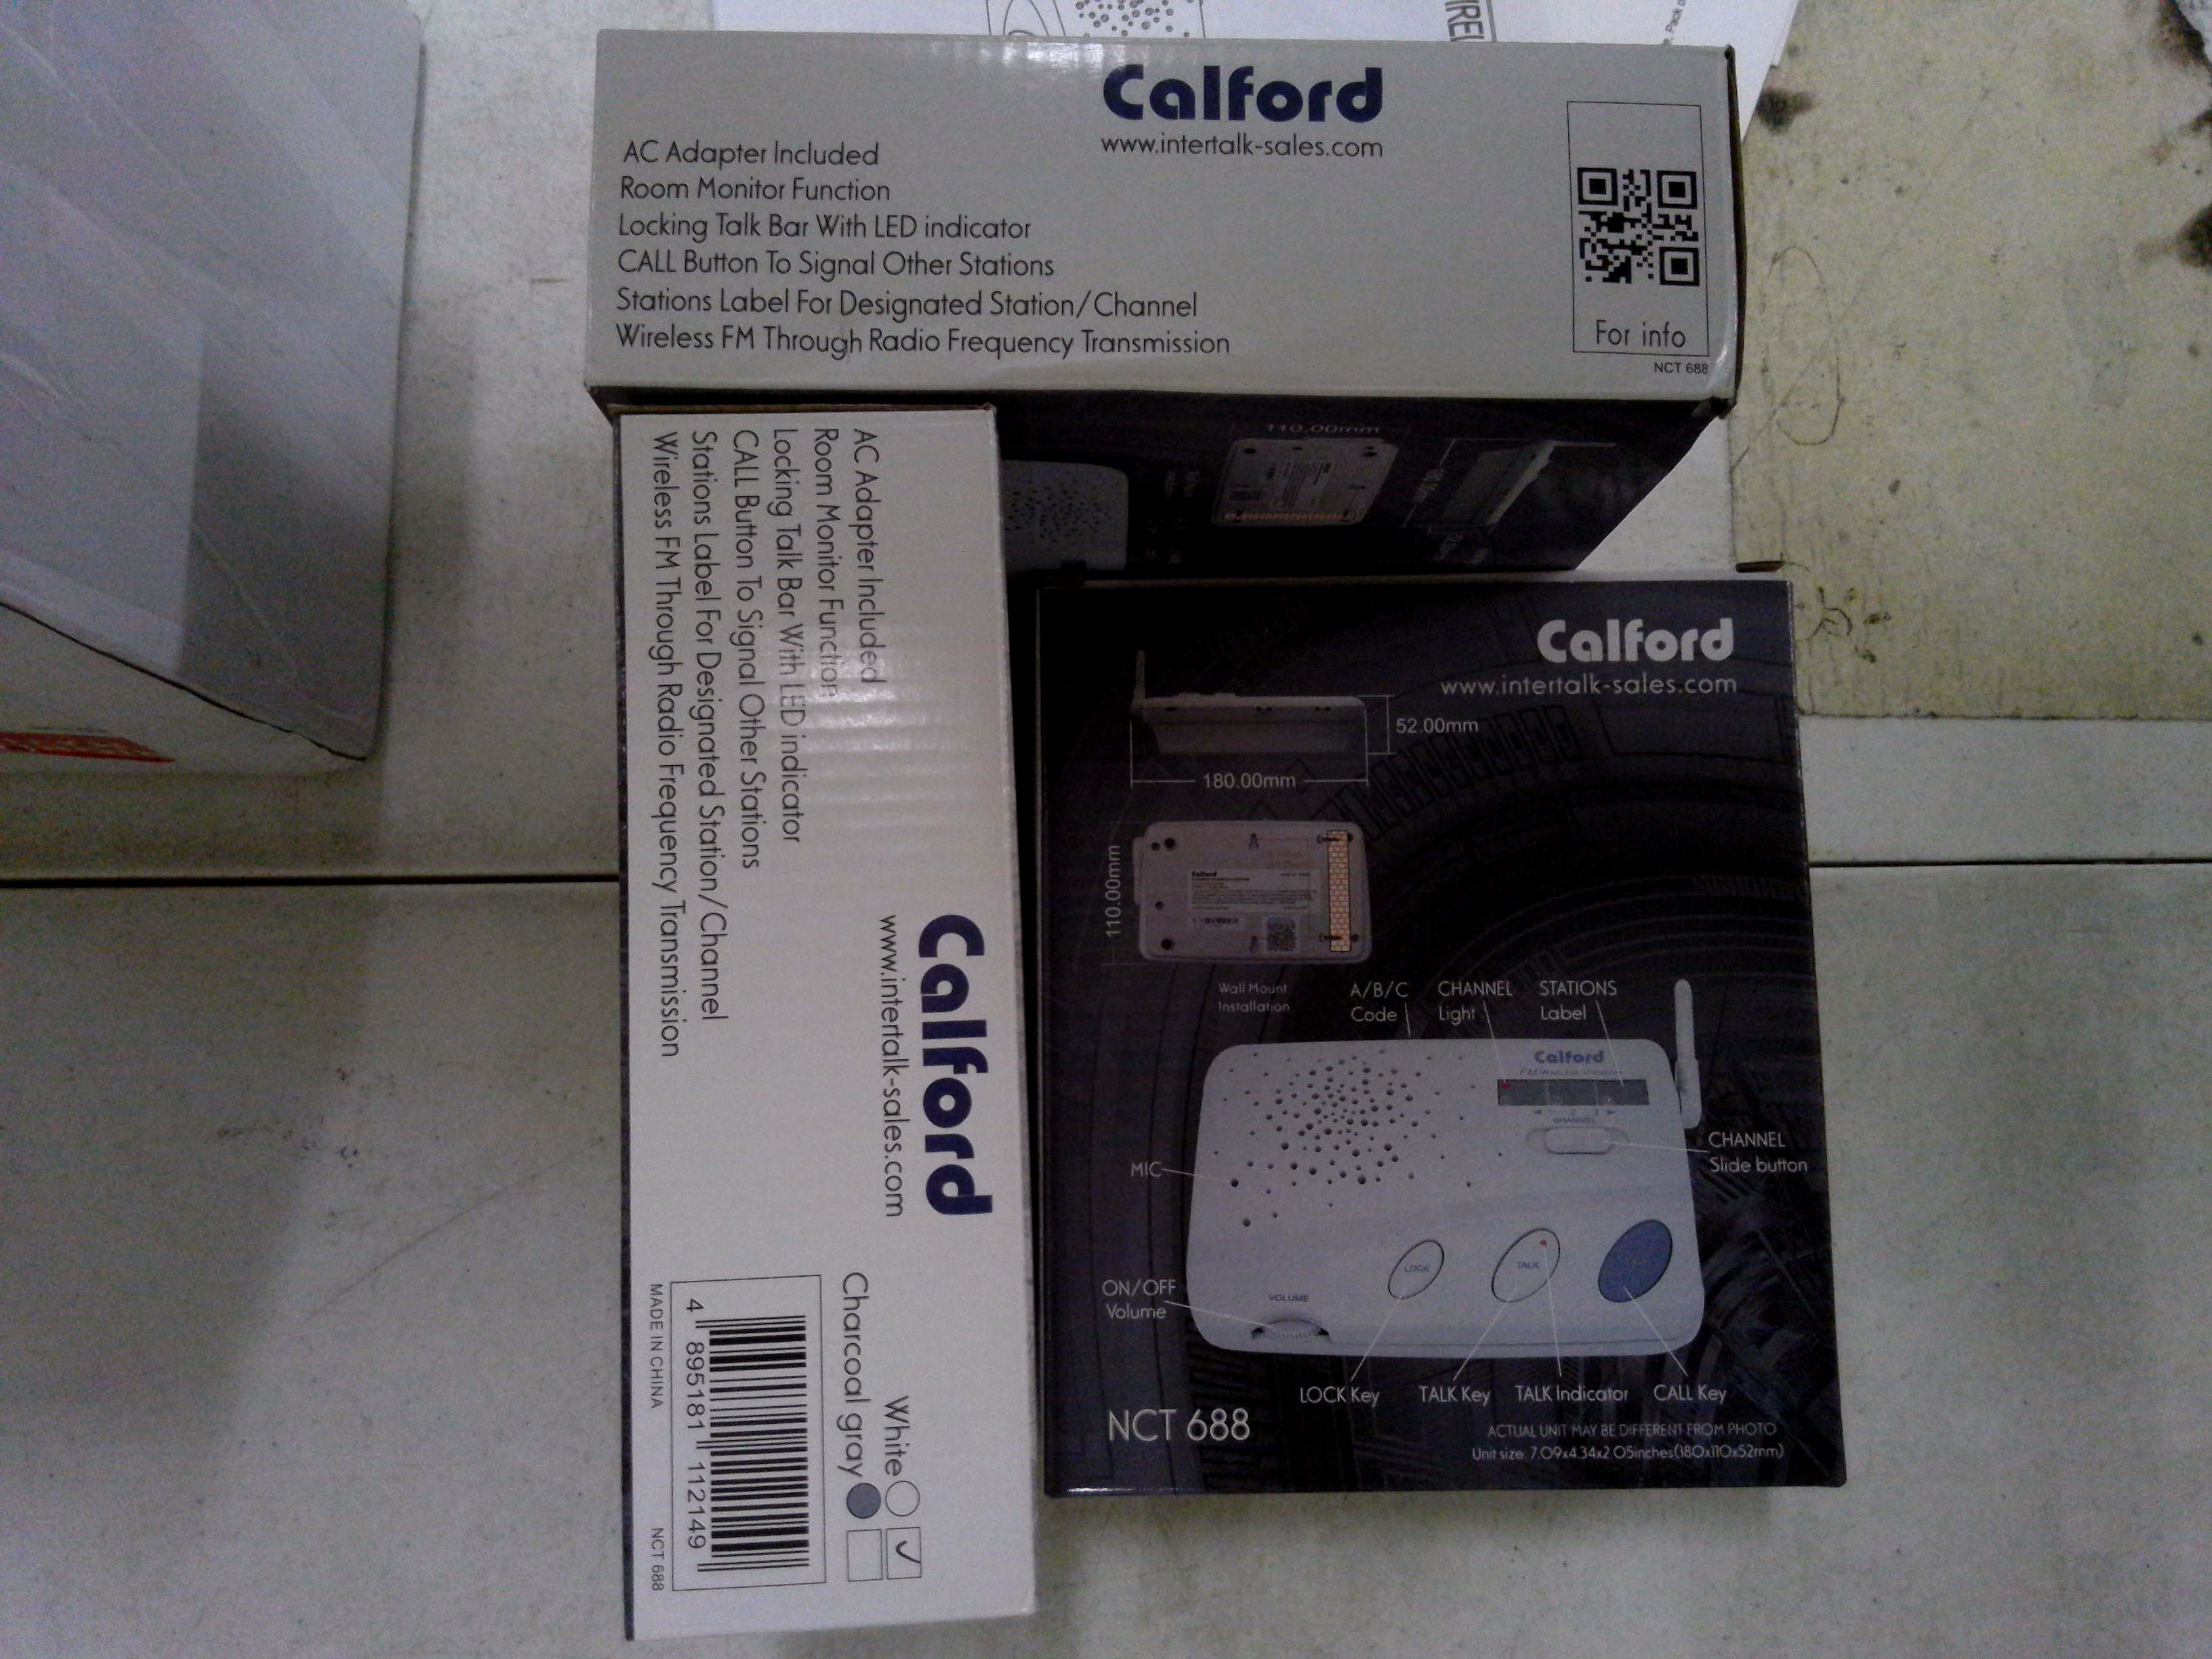 IREL
Pack o
Calford
www.intertalk-sales.com
AC Adapter Included
Room Monitor Function
Locking Talk Bar With LED indicator
CALL Button To Signal Other Stations
Stations Label For Designated Station/Channel
Wireless FM Through Radio Frequency Transmission
For info
NCT 688
110.00mm
AC Adapter Included
Room Monitor Function
Locking Talk Bar With LED indicator
CALL Button To Signal Other Stations
Stations Label For Designated Station/Channel
Wireless FM Through Radio Frequency Transmission
Calford
www.intertalk-sales.com
White
Charcoal gray
4 895181 112149
MADE IN CHINA
NCT 688
Calford
www.intertalk-sales.com
52.00mm
180.00mm
110.00mm
Calford
Wall Mount
Installation
A/B/C
Code
CHANNEL
Light
STATIONS
Label
Calford
CHANNEL
CHANNEL
Slide button
MIC
ON/OFF
Volume
VOLUME
LOCK
TALK
LOCK Key
TALK Key
TALK Indicator
CALL Key
NCT 688
ACTUAL UNIT MAY BE DIFFERENT FROM PHOTO
Unit size: 7.09x4.34x2.05inches(180x110x52mm)